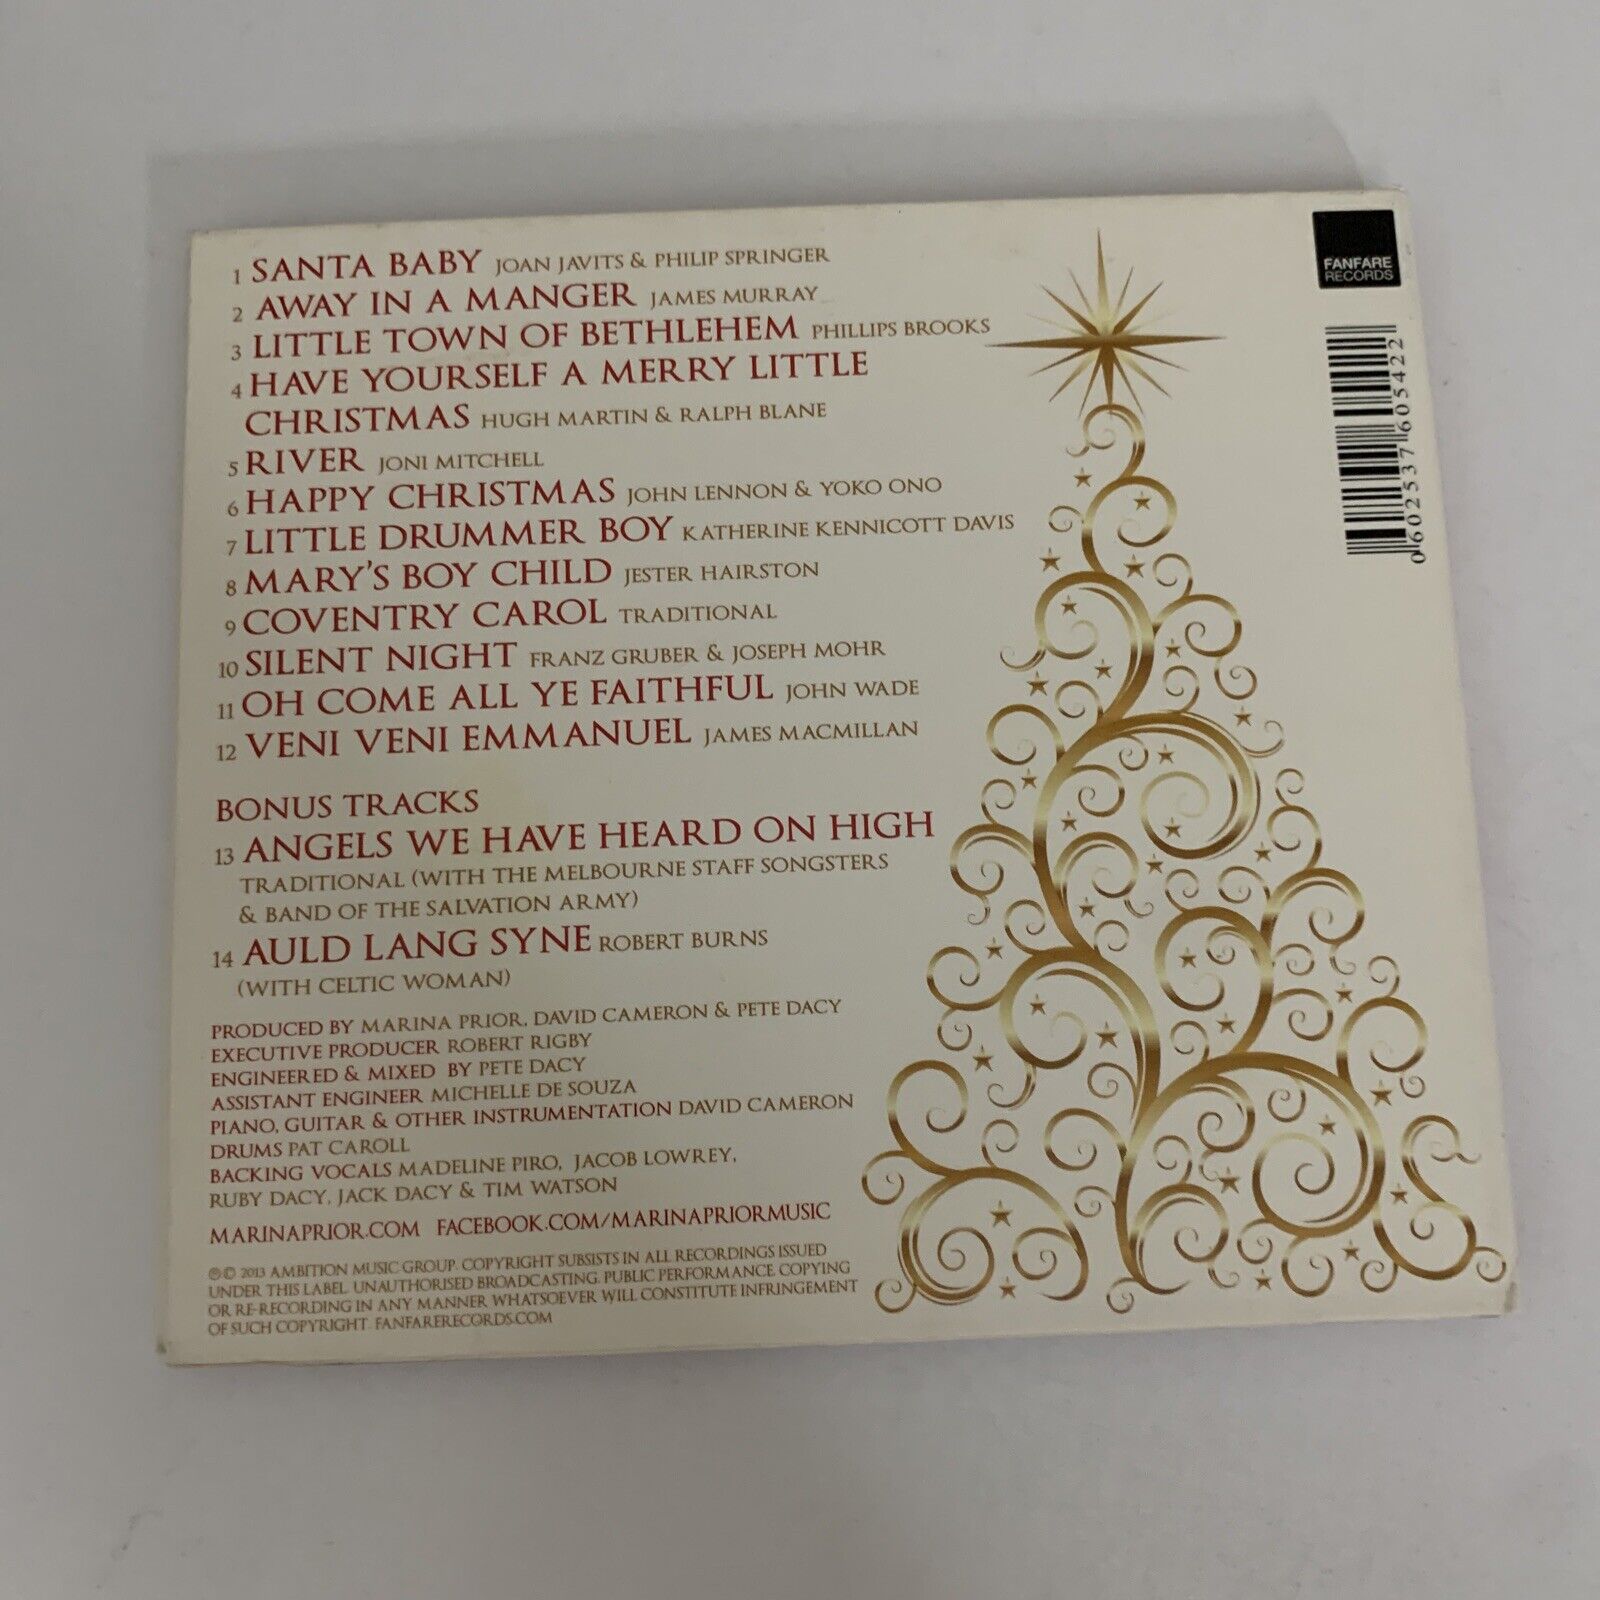 1 SANTA BABY JOAN JAVITS & PHILIP SPRINGER
2 AWAY IN A MANGER JAMES MURRAY
3 LITTLE TOWN OF BETHLEHEM PHILLIPS BROOKS
4 HAVE YOURSELF A MERRY LITTLE
CHRISTMAS HUGH MARTIN & RALPH BLANE
5 RIVER JONI MITCHELL
6 HAPPY CHRISTMAS JOHN LENNON & YOKO ONO
7 LITTLE DRUMMER BOY KATHERINE KENNICOTT DAVIS
8 MARY'S BOY CHILD JESTER HAIRSTON
9 COVENTRY CAROL TRADITIONAL
10 SILENT NIGHT FRANZ GRUBER & JOSEPH MOHR
11 OH COME ALL YE FAITHFUL JOHN WADE
12 VENI VENI EMMANUEL JAMES MACMILLAN
BONUS TRACKS
13 ANGELS WE HAVE HEARD ON HIGH
TRADITIONAL (WITH THE MELBOURNE STAFF SONGSTERS
& BAND OF THE SALVATION ARMY)
14 AULD LANG SYNE ROBERT BURNS
(WITH CELTIC WOMAN)
PRODUCED BY MARINA PRIOR, DAVID CAMERON & PETE DACY
EXECUTIVE PRODUCER ROBERT RIGBY
ENGINEERED & MIXED BY PETE DACY
ASSISTANT ENGINEER MICHELLE DE SOUZA
PIANO, GUITAR & OTHER INSTRUMENTATION DAVID CAMERON
DRUMS PAT CAROLL
BACKING VOCALS MADELINE PIRO, JACOB LOWREY,
RUBY DACY, JACK DACY & TIM WATSON
MARINAPRIOR.COM FACEBOOK.COM/MARINAPRIORMUSIC
℗© 2013 AMBITION MUSIC GROUP. COPYRIGHT SUBSISTS IN ALL RECORDINGS ISSUED
UNDER THIS LABEL. UNAUTHORISED BROADCASTING. PUBLIC PERFORMANCE. COPYING
OR RE-RECORDING IN ANY MANNER WHATSOEVER WILL CONSTITUTE INFRINGEMENT
OF SUCH COPYRIGHT. FANFARERECORDS.COM
FANFARE
RECORDS
0 602537 605422